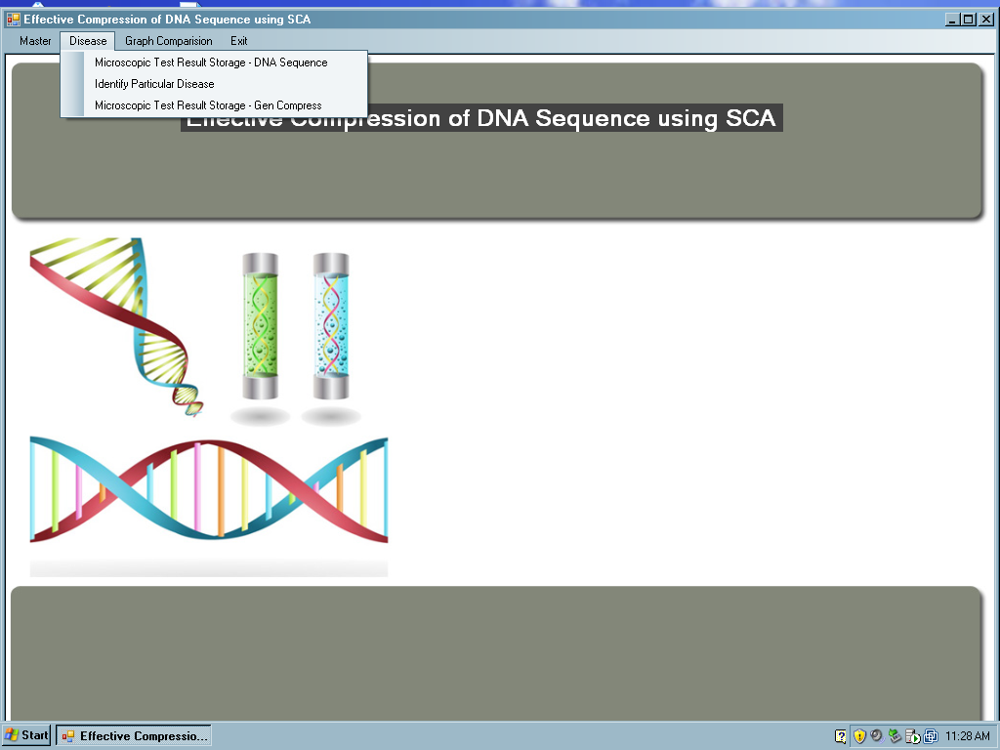 Effective Compression of DNA Sequence using SCA
Master Disease Graph Comparision Exit
Microscopic Test Result Storage - DNA Sequence
Identify Particular Disease
Microscopic Test Result Storage - Gen Compress
Effective Compression of DNA Sequence using SCA
Start Effective Compressio... 11:28 AM